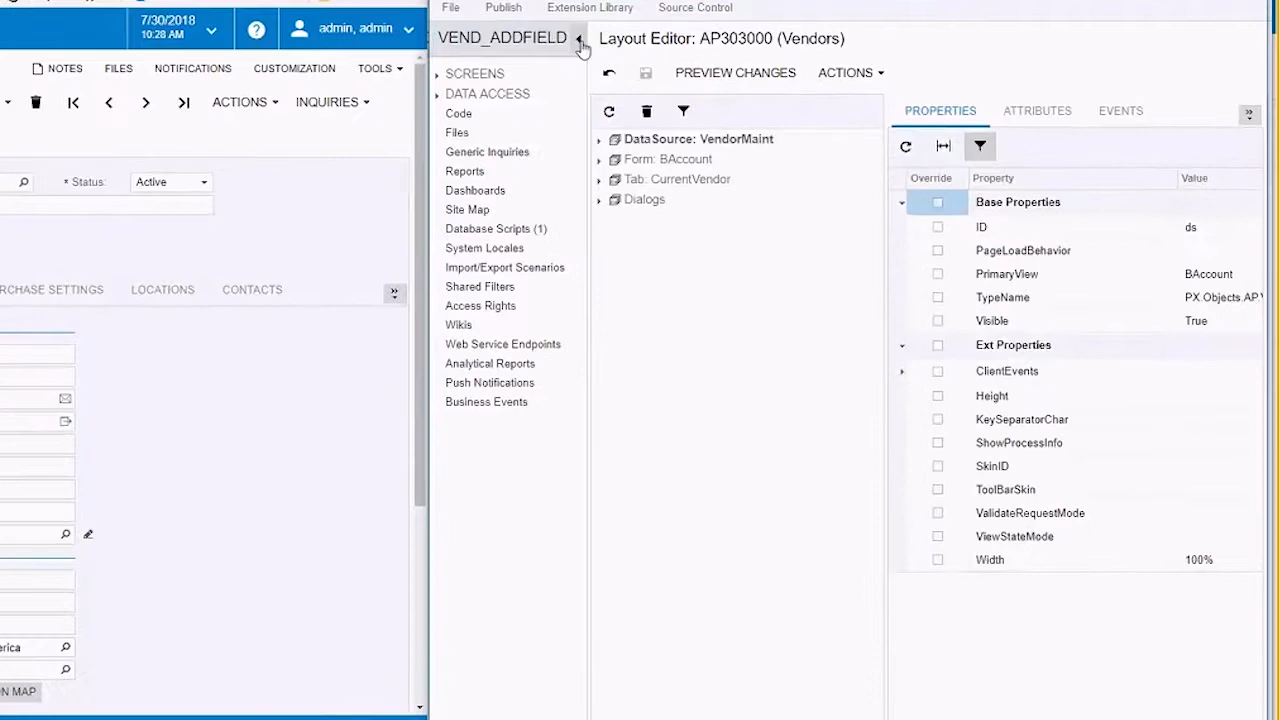 7/30/2018
10:28 AM
admin, admin
NOTES
FILES
NOTIFICATIONS
CUSTOMIZATION
TOOLS
ACTIONS
INQUIRIES
* Status:
Active
RCHASE SETTINGS
LOCATIONS
CONTACTS
erica
ON MAP
File
Publish
Extension Library
Source Control
VEND_ADDFIELD
SCREENS
DATA ACCESS
Code
Files
Generic Inquiries
Reports
Dashboards
Site Map
Database Scripts (1)
System Locales
Import/Export Scenarios
Shared Filters
Access Rights
Wikis
Web Service Endpoints
Analytical Reports
Push Notifications
Business Events
Layout Editor: AP303000 (Vendors)
PREVIEW CHANGES
ACTIONS
DataSource: VendorMaint
Form: BAccount
Tab: CurrentVendor
Dialogs
PROPERTIES
ATTRIBUTES
EVENTS
Override
Property
Value
Base Properties
ID
ds
PageLoadBehavior
PrimaryView
BAccount
TypeName
PX.Objects.AP.
Visible
True
Ext Properties
ClientEvents
Height
KeySeparatorChar
ShowProcessInfo
SkinID
ToolBarSkin
ValidateRequestMode
ViewStateMode
Width
100%